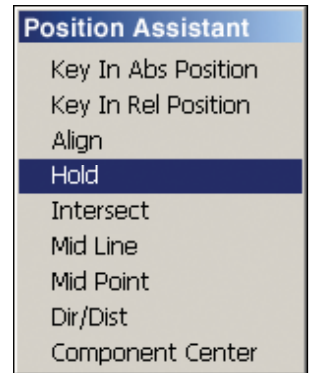 Position Assistant
Key In Abs Position
Key In Rel Position
Align
Hold
Intersect
Mid Line
Mid Point
Dir/Dist
Component Center